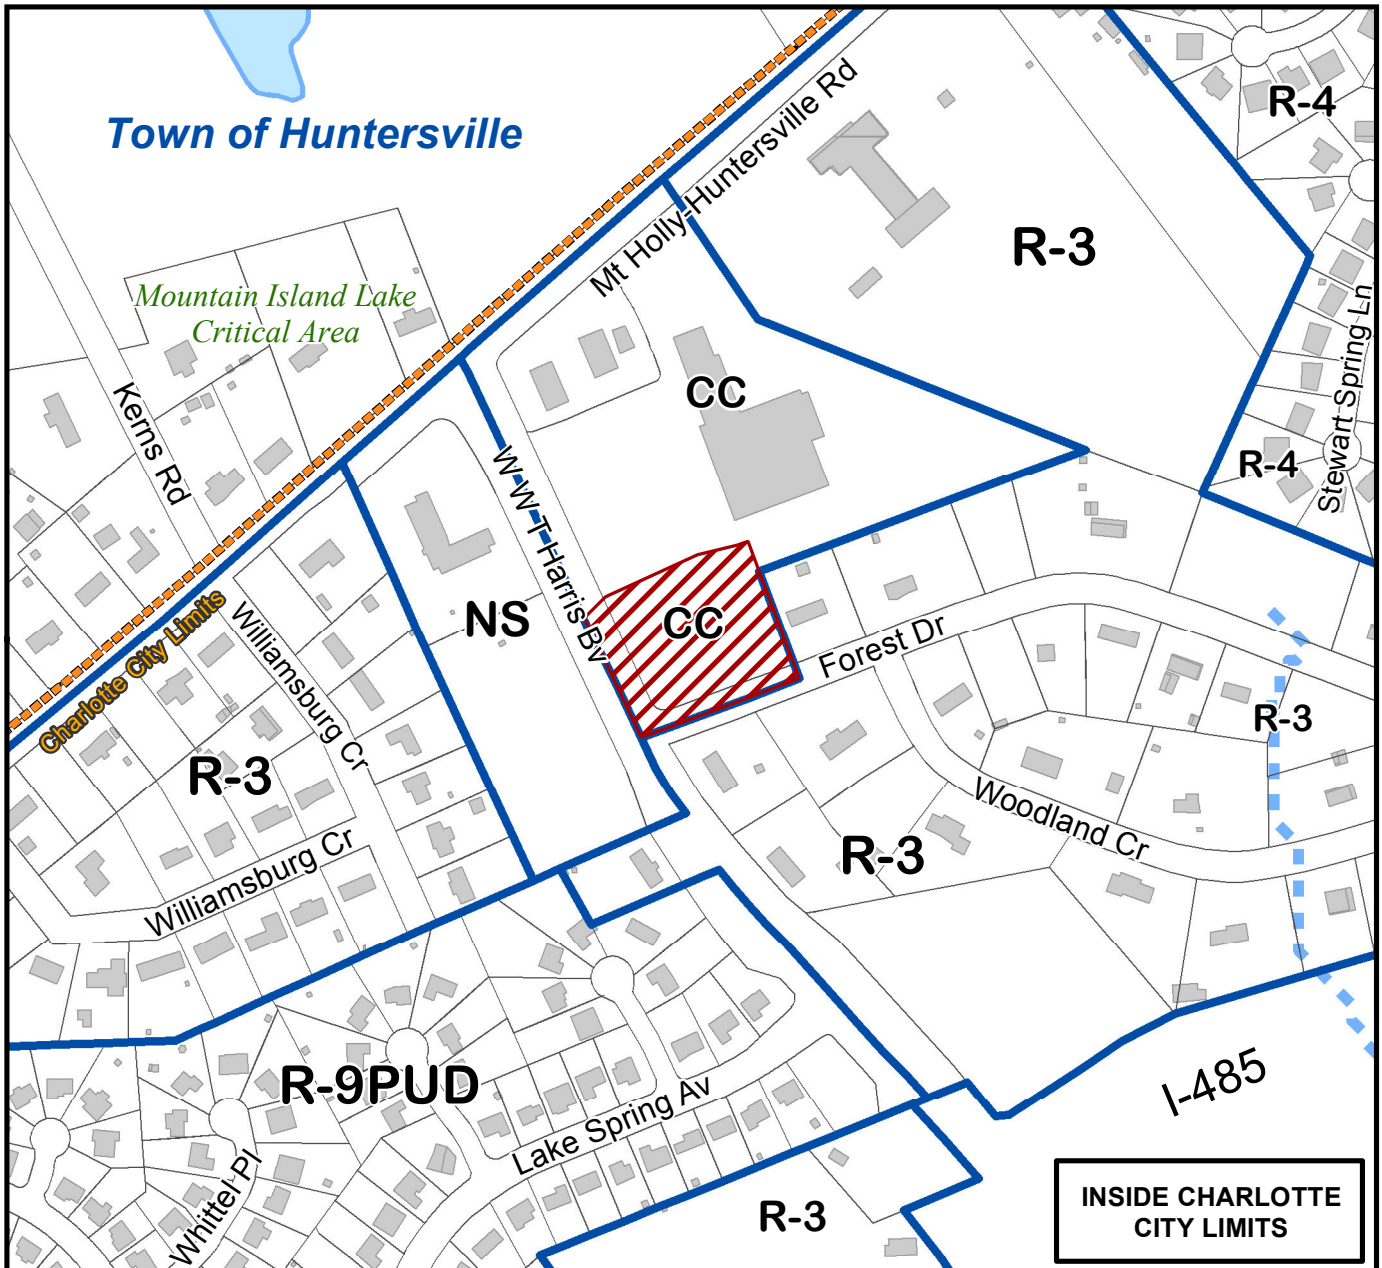 R-4
Town of Huntersville
Mt Holly-Huntersville Rd
R-3
Mountain Island Lake
Critical Area
Stewart Spring Ln
CC
Kerns Rd
R-4
W W T Harris Bv
NS
CC
Charlotte City Limits
Williamsburg Cr
Forest Dr
R-3
R-3
Woodland Cr
R-3
Williamsburg Cr
R-9PUD
I-485
Lake Spring Av
Whittel Pl
R-3
INSIDE CHARLOTTE
CITY LIMITS